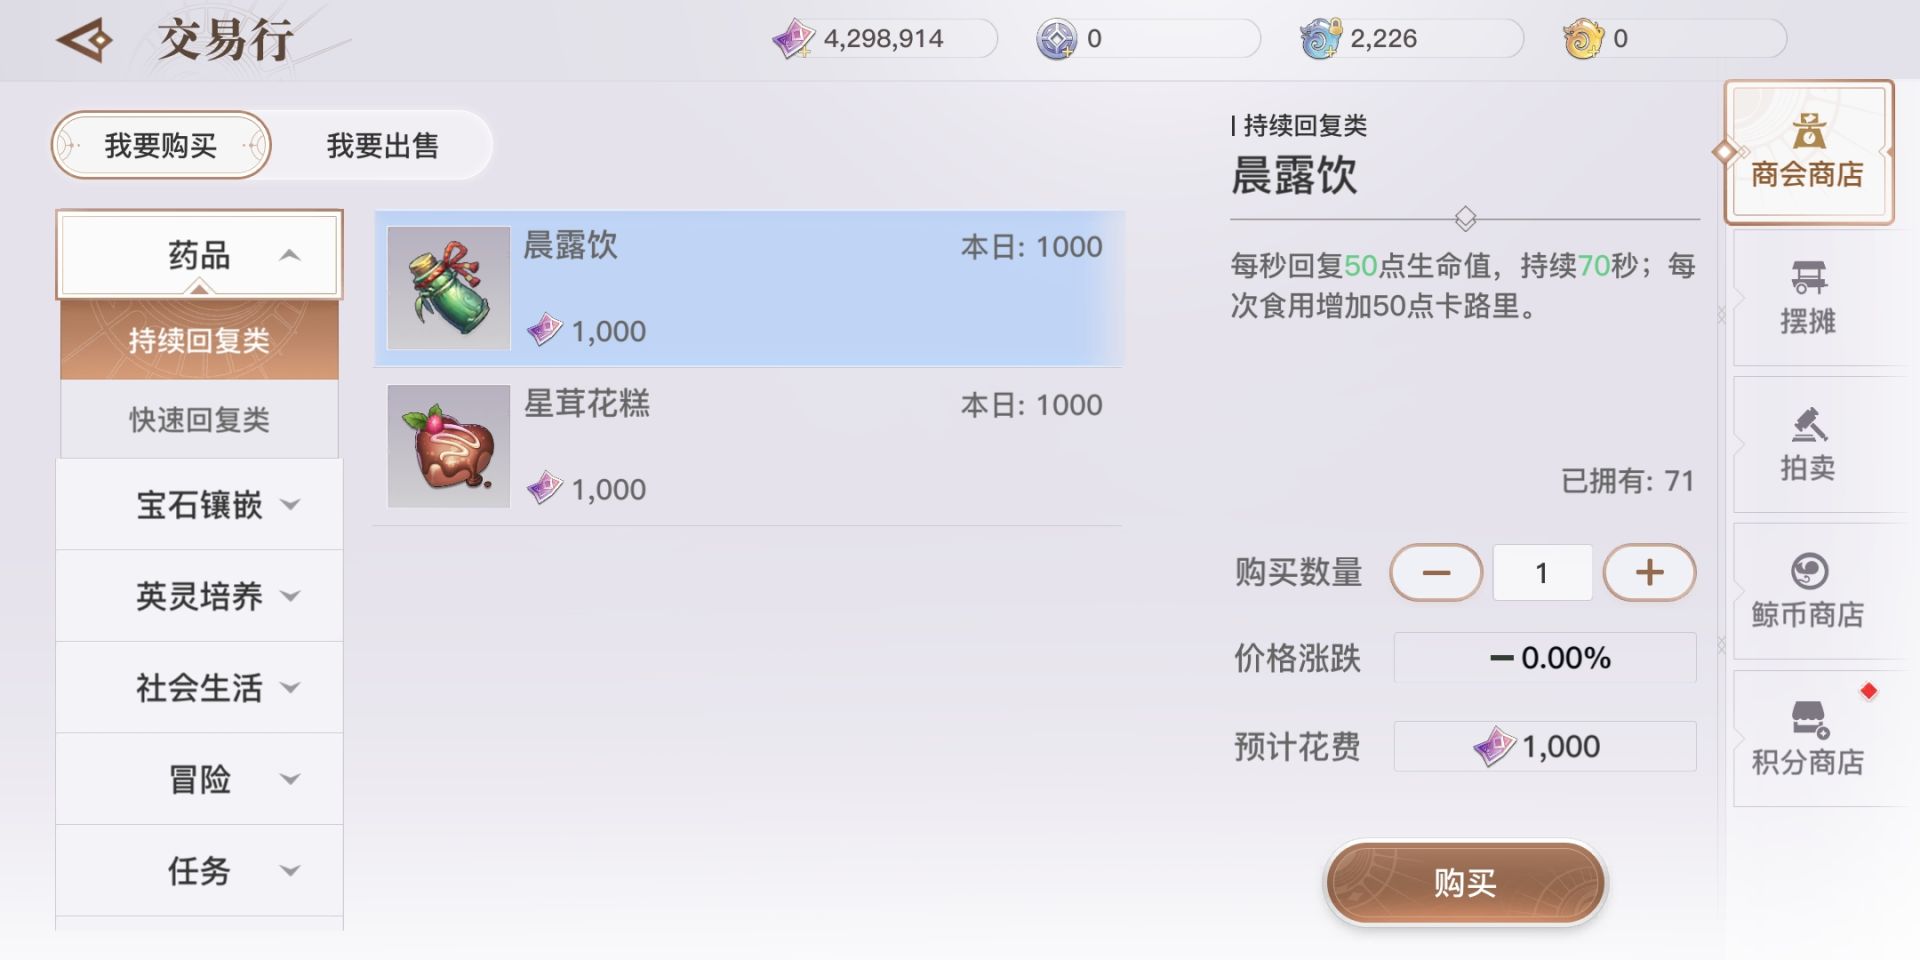 交易行
4,298,914
0
2,226
0
我要购买
我要出售
药品
持续回复类
快速回复类
宝石镶嵌
英灵培养
社会生活
冒险
任务
晨露饮
本日: 1000
1,000
星茸花糕
本日: 1000
1,000
持续回复类
晨露饮
每秒回复50点生命值，持续70秒；每
次食用增加50点卡路里。
已拥有: 71
购买数量
1
价格涨跌
0.00%
预计花费
1,000
购买
商会商店
摆摊
拍卖
鲸币商店
积分商店